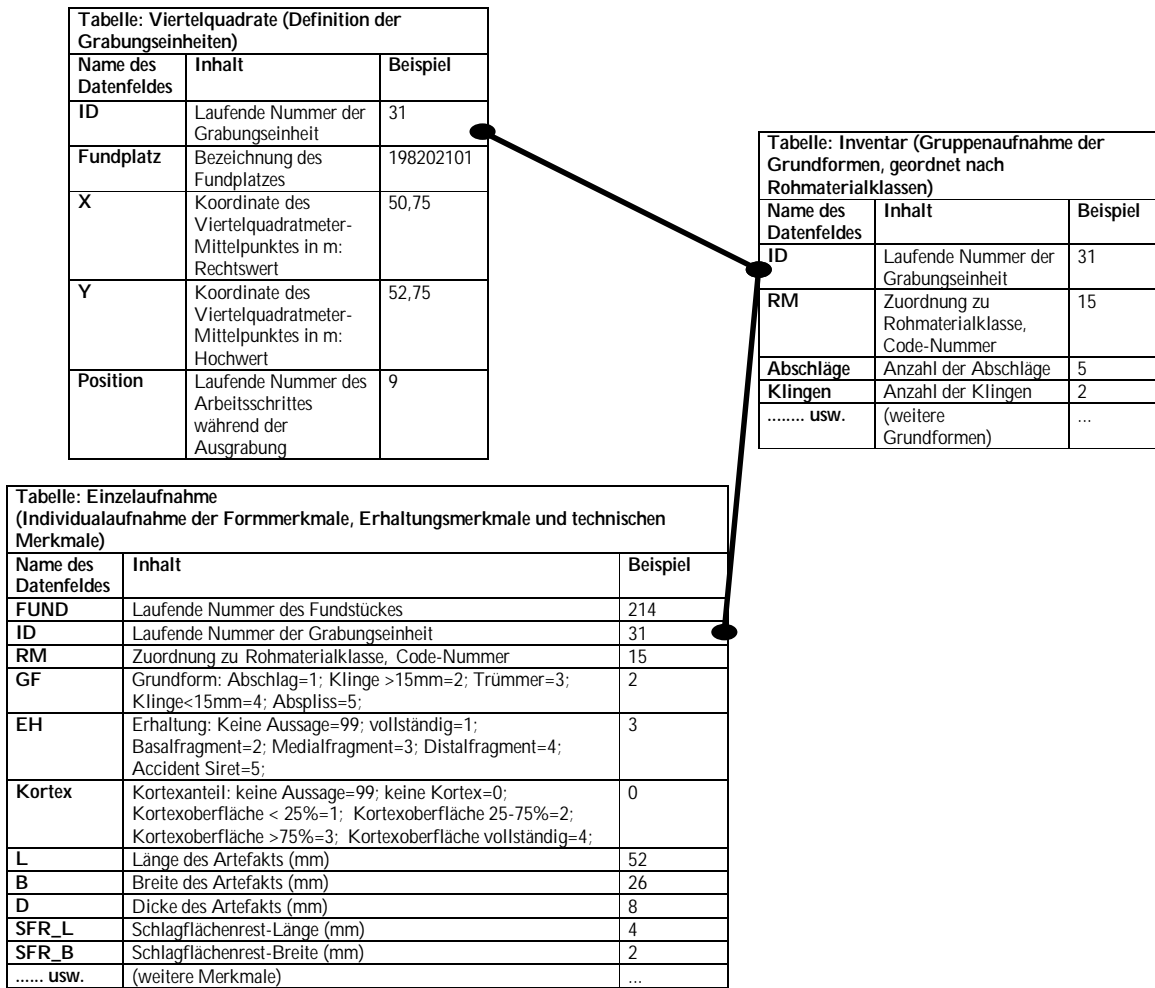 Tabelle: Viertelquadrate (Definition der
Grabungseinheiten)
Name des
Datenfeldes
Inhalt
Beispiel
ID
Laufende Nummer der
Grabungseinheit
31
Fundplatz
Bezeichnung des
Fundplatzes
198202101
X
Koordinate des
Viertelquadratmeter-
Mittelpunktes in m:
Rechtswert
50,75
Y
Koordinate des
Viertelquadratmeter-
Mittelpunktes in m:
Hochwert
52,75
Position
Laufende Nummer des
Arbeitsschrittes
während der
Ausgrabung
9
Tabelle: Inventar (Gruppenaufnahme der
Grundformen, geordnet nach
Rohmaterialklassen)
Name des
Datenfeldes
Inhalt
Beispiel
ID
Laufende Nummer der
Grabungseinheit
31
RM
Zuordnung zu
Rohmaterialklasse,
Code-Nummer
15
Abschläge
Anzahl der Abschläge
5
Klingen
Anzahl der Klingen
2
........ usw.
(weitere
Grundformen)
...
Tabelle: Einzelaufnahme
(Individualaufnahme der Formmerkmale, Erhaltungsmerkmale und technischen
Merkmale)
Name des
Datenfeldes
Inhalt
Beispiel
FUND
Laufende Nummer des Fundstückes
214
ID
Laufende Nummer der Grabungseinheit
31
RM
Zuordnung zu Rohmaterialklasse, Code-Nummer
15
GF
Grundform: Abschlag=1; Klinge >15mm=2; Trümmer=3;
Klinge<15mm=4; Abspliss=5;
2
EH
Erhaltung: Keine Aussage=99; vollständig=1;
Basalfragment=2; Medialfragment=3; Distalfragment=4;
Accident Siret=5;
3
Kortex
Kortexanteil: keine Aussage=99; keine Kortex=0;
Kortexoberfläche < 25%=1; Kortexoberfläche 25-75%=2;
Kortexoberfläche >75%=3; Kortexoberfläche vollständig=4;
0
L
Länge des Artefakts (mm)
52
B
Breite des Artefakts (mm)
26
D
Dicke des Artefakts (mm)
8
SFR_L
Schlagflächenrest-Länge (mm)
4
SFR_B
Schlagflächenrest-Breite (mm)
2
...... usw.
(weitere Merkmale)
...